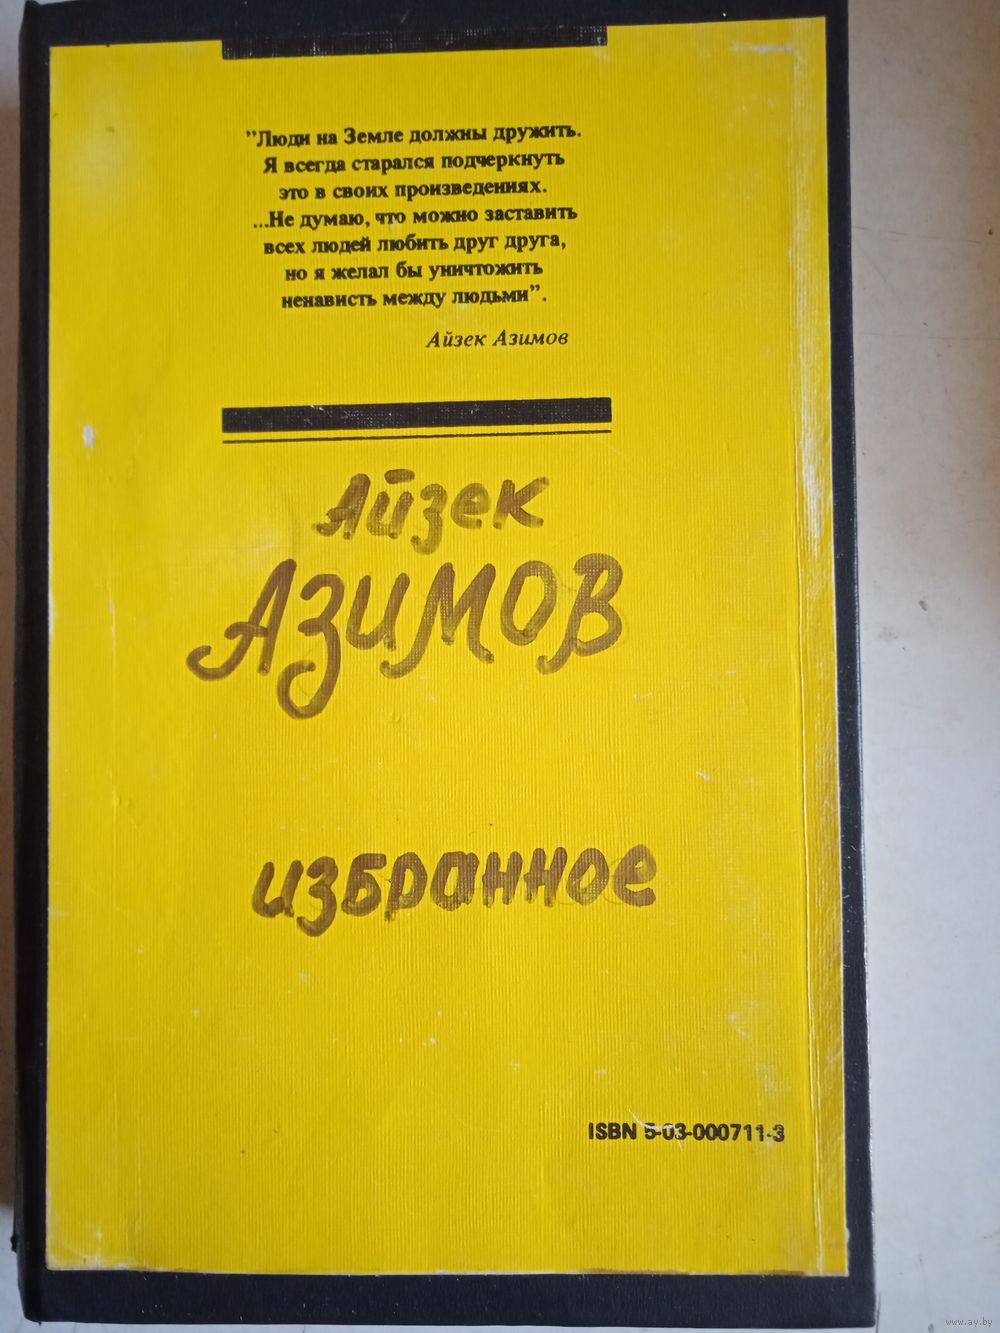 "Люди на Земле должны дружить.
Я всегда старался подчеркнуть
это в своих произведениях.
...Не думаю, что можно заставить
всех людей любить друг друга,
но я желал бы уничтожить
ненависть между людьми".
Айзек Азимов
Айзек
АЗИМОВ
избранное
ISBN 5-03-000711-3
www.ay.by